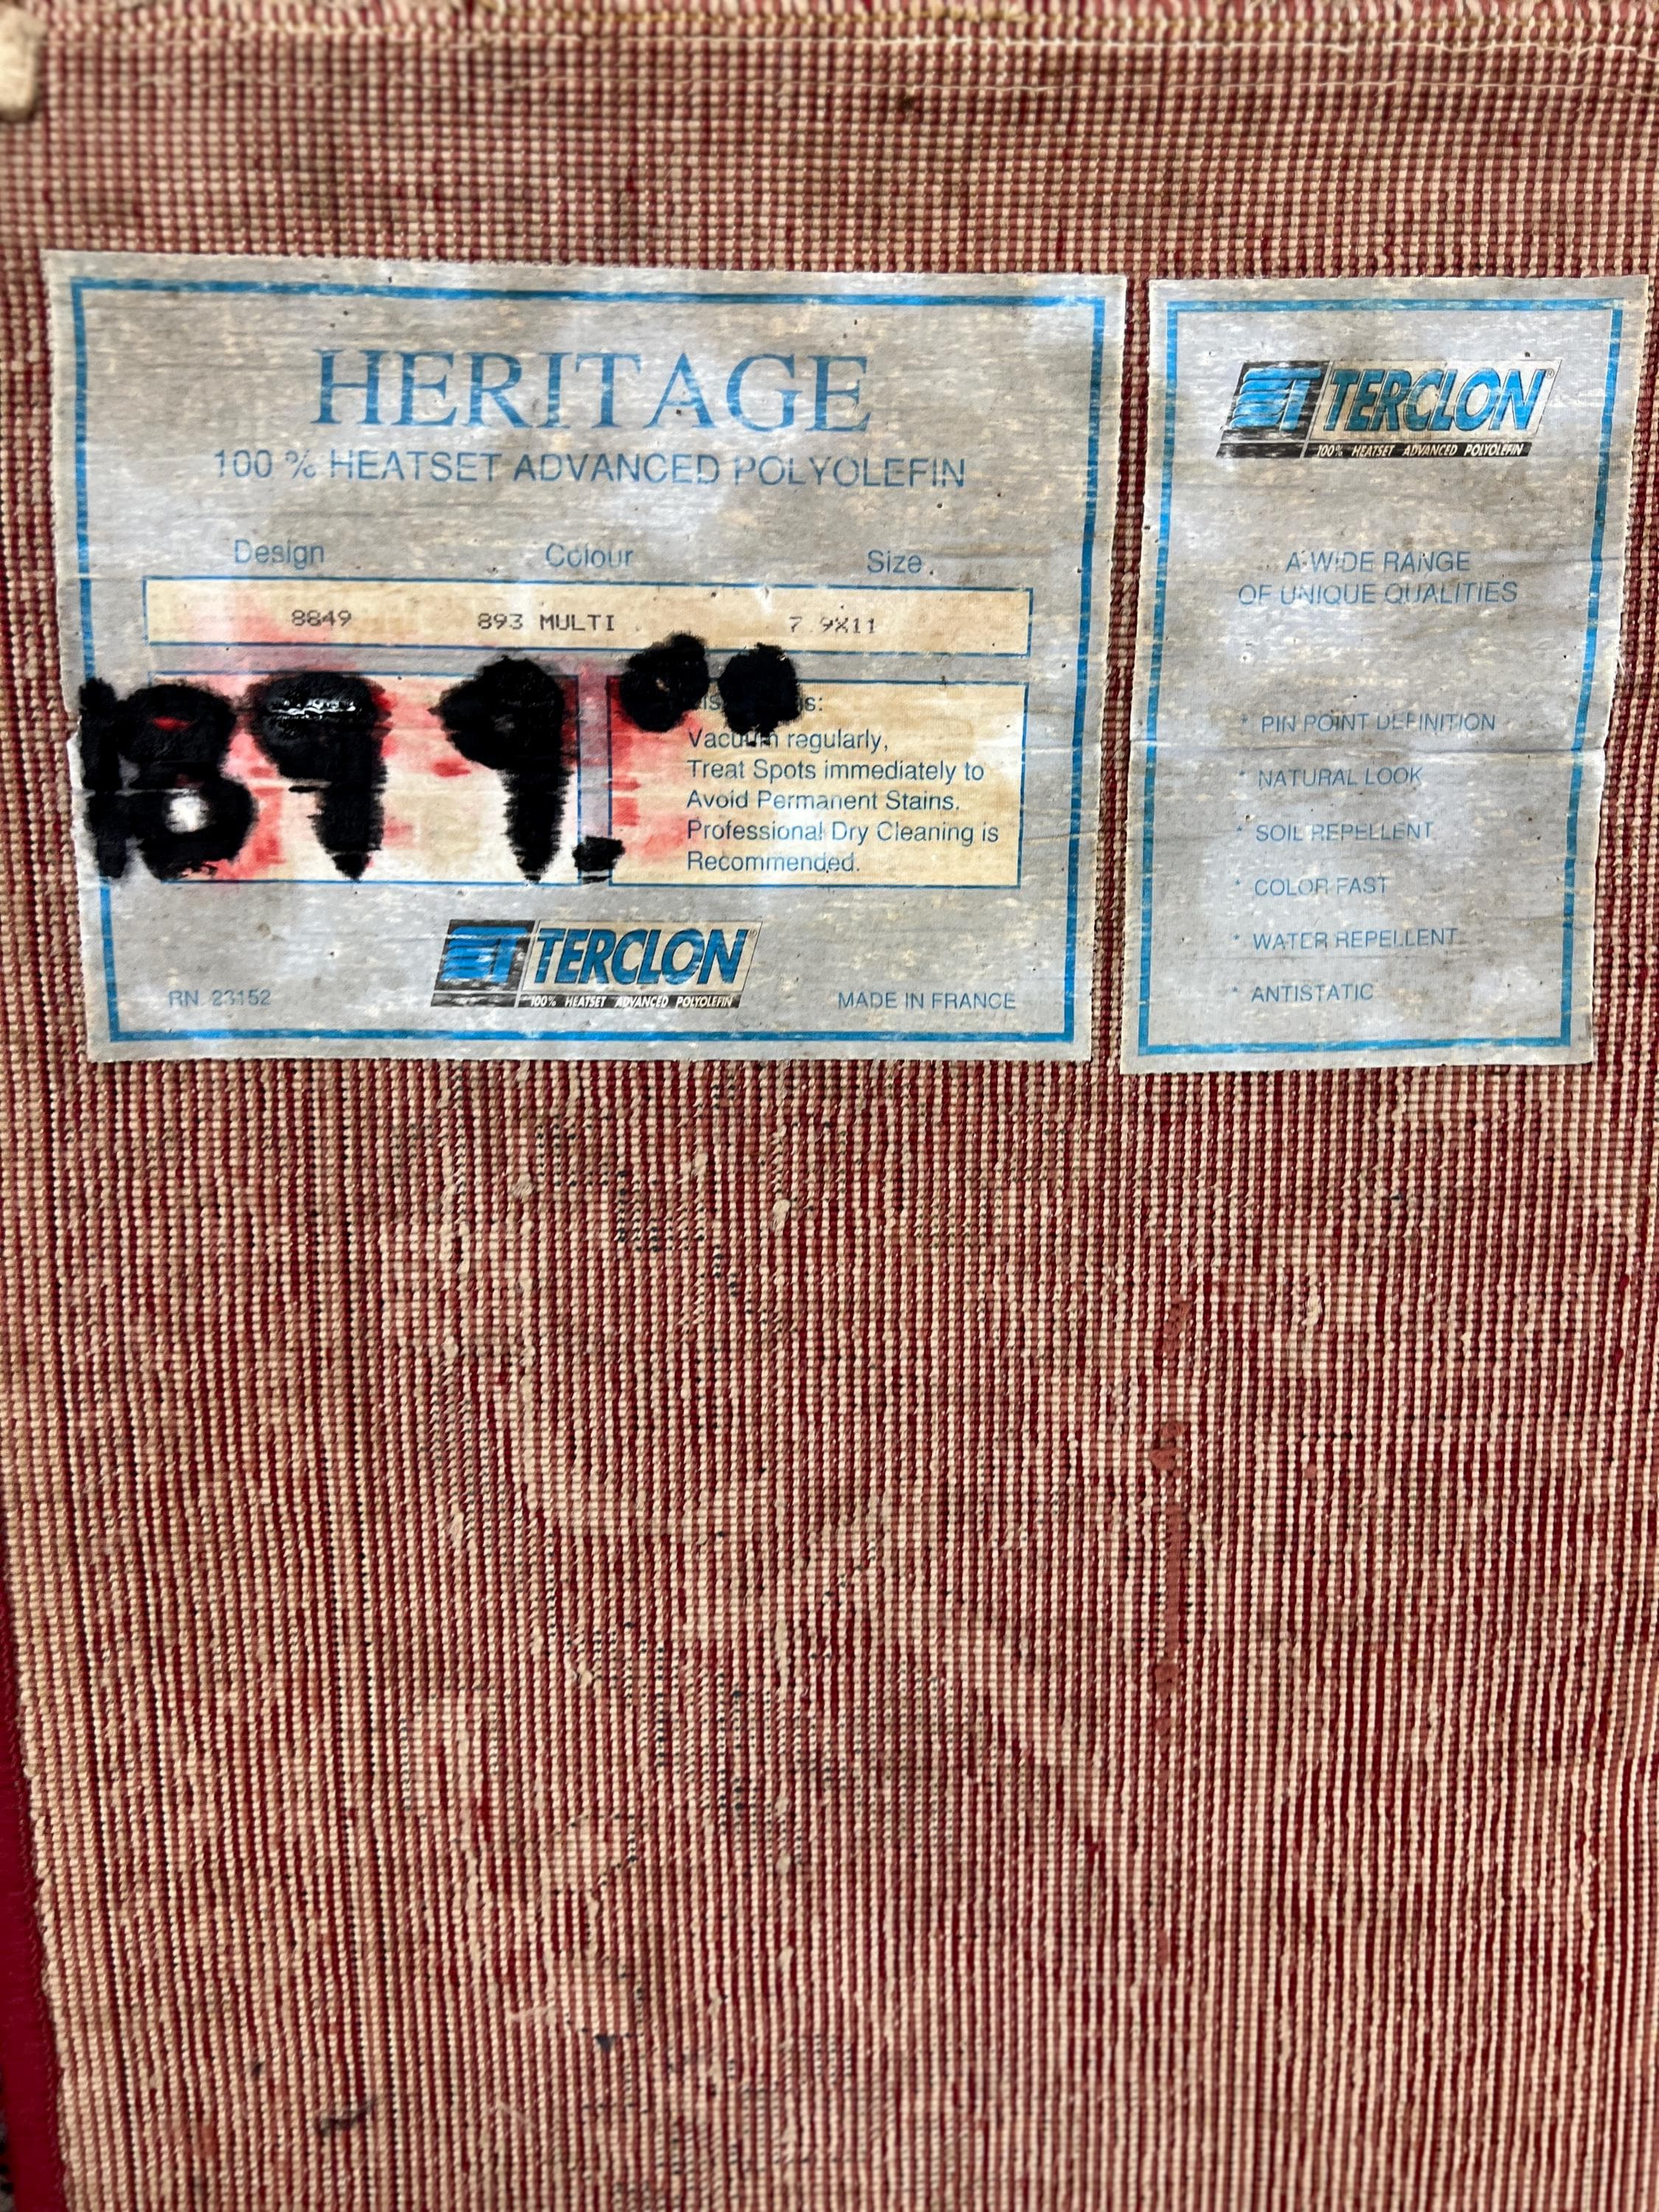 HERITAGE
100 % HEATSET ADVANCED POLYOLEFIN
Design Colour Size
8849 893 MULTI 7.9X11
Vacuum regularly,
Treat Spots immediately to
Avoid Permanent Stains.
Professional Dry Cleaning is
Recommended.
TERCLON®
100% HEATSET ADVANCED POLYOLEFIN
RN 23152
MADE IN FRANCE
TERCLON®
100% HEATSET ADVANCED POLYOLEFIN
A WIDE RANGE
OF UNIQUE QUALITIES
* PIN POINT DEFINITION
* NATURAL LOOK
* SOIL REPELLENT
* COLOR FAST
* WATER REPELLENT
* ANTISTATIC